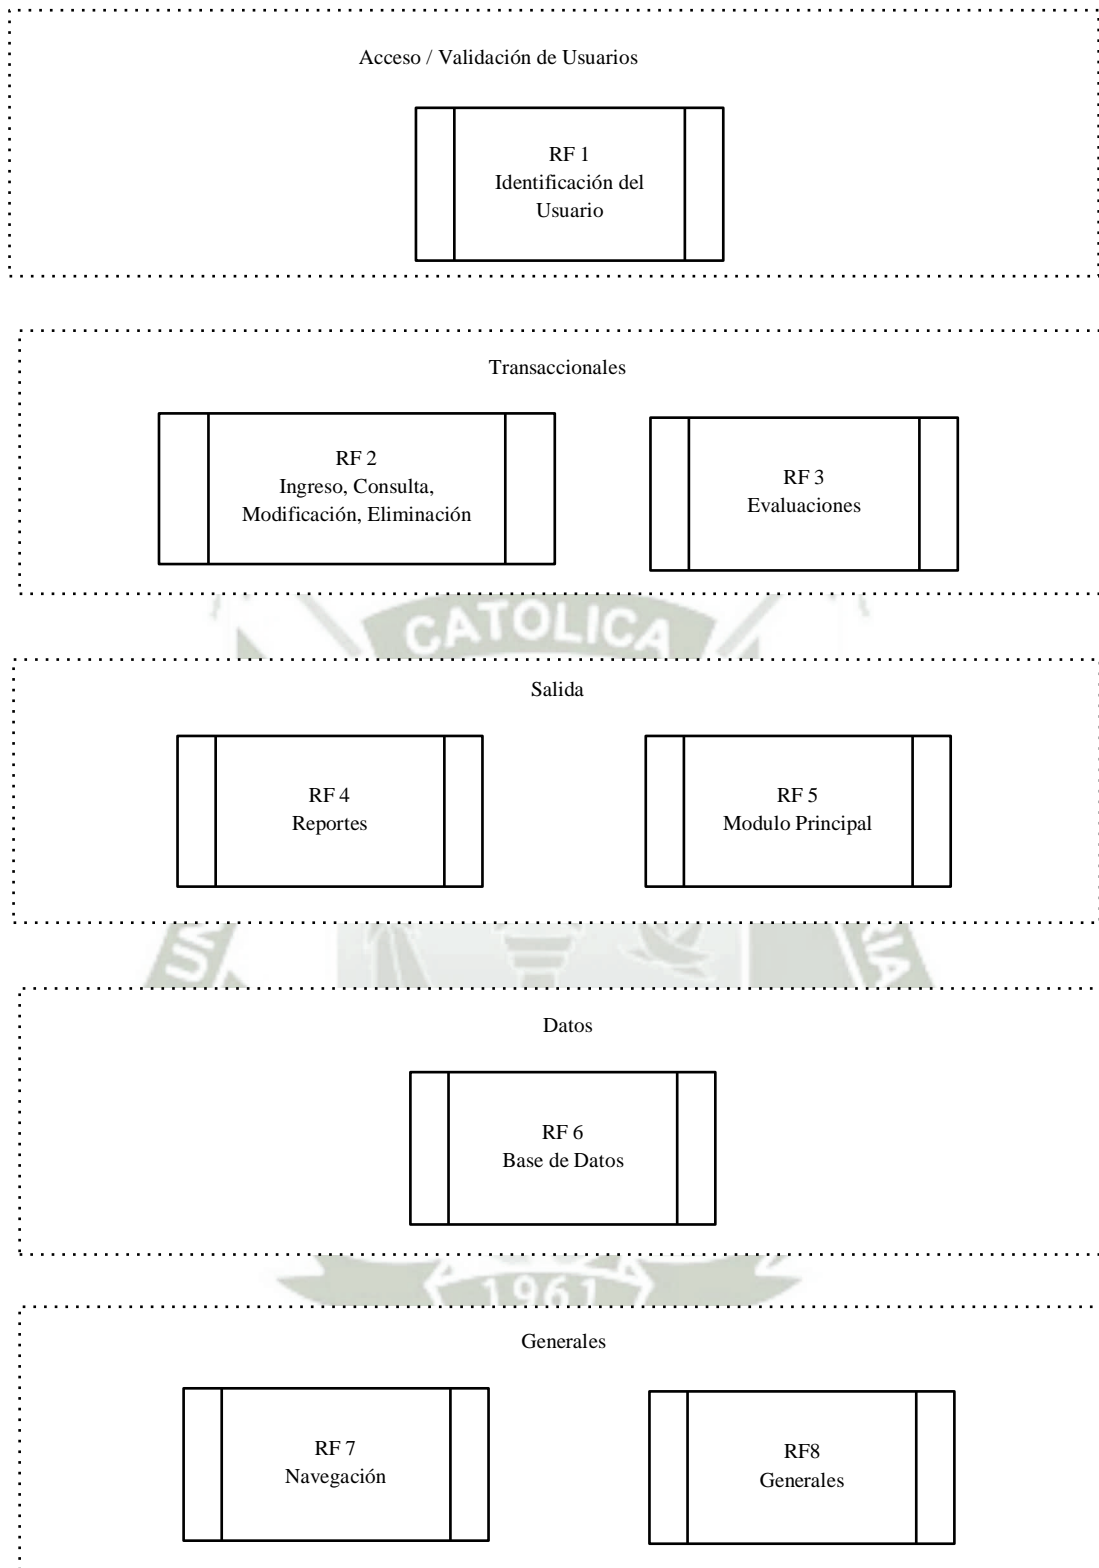 Acceso / Validación de Usuarios
RF 1
Identificación del
Usuario
Transaccionales
RF 2
Ingreso, Consulta,
Modificación, Eliminación
RF 3
Evaluaciones
CATOLICA
Salida
RF 4
Reportes
RF 5
Modulo Principal
Datos
RF 6
Base de Datos
1961
Generales
RF 7
Navegación
RF8
Generales